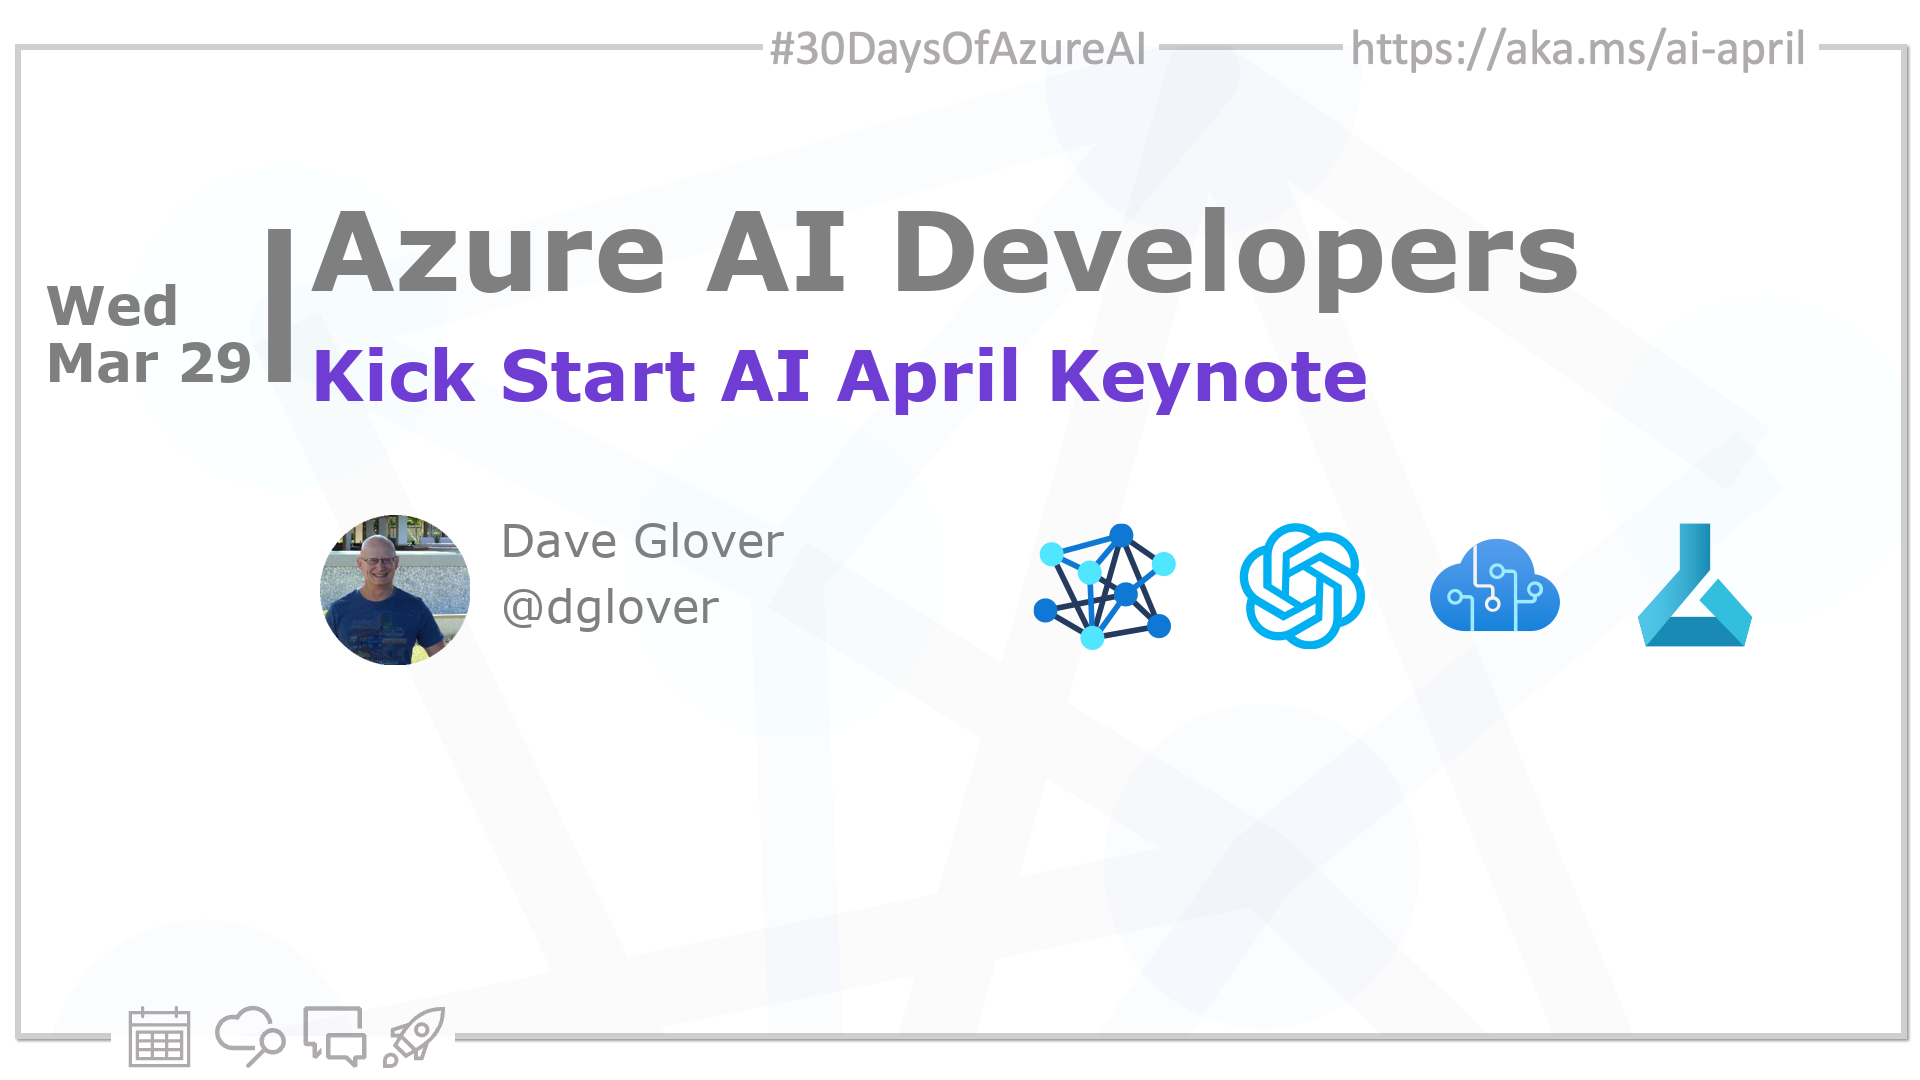 #30DaysOfAzureAI
https://aka.ms/ai-april
Azure AI Developers
Wed
Mar 29
Kick Start AI April Keynote
Dave Glover
@dglover